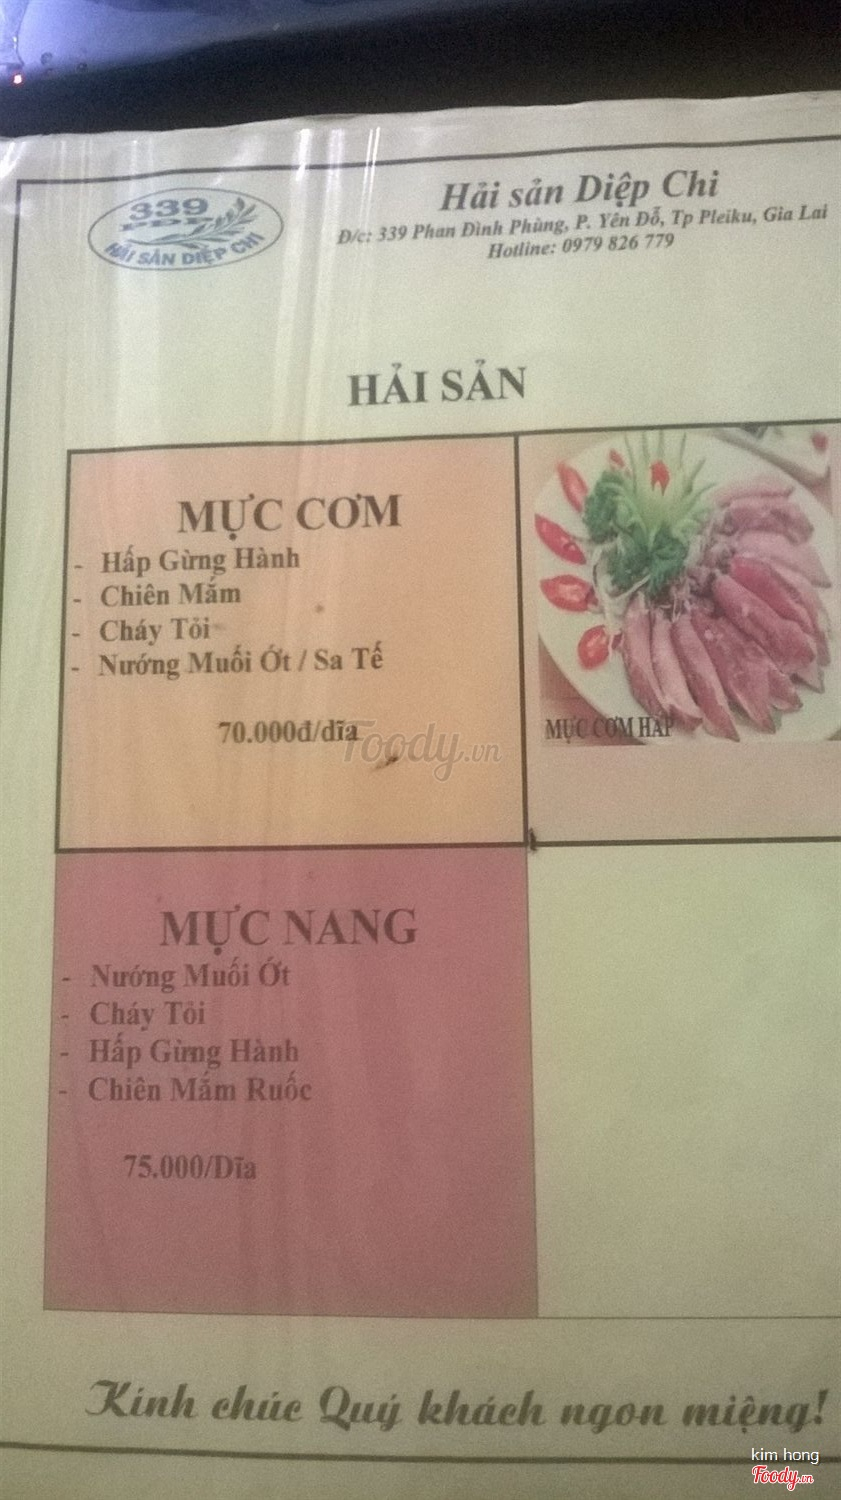 339
PDP
HẢI SẢN DIỆP CHI
Hải sản Diệp Chi
Đ/c: 339 Phan Đình Phùng, P. Yên Đỗ, Tp Pleiku, Gia Lai
Hotline: 0979 826 779
HẢI SẢN
MỰC CƠM
- Hấp Gừng Hành
- Chiên Mắm
- Cháy Tỏi
- Nướng Muối Ớt / Sa Tế
70.000đ/dĩa
Foody.vn
MỰC CƠM HẤP
MỰC NANG
- Nướng Muối Ớt
- Cháy Tỏi
- Hấp Gừng Hành
- Chiên Mắm Ruốc
75.000/Dĩa
Kính chúc Quý khách ngon miệng!
kim hong
Foody.vn